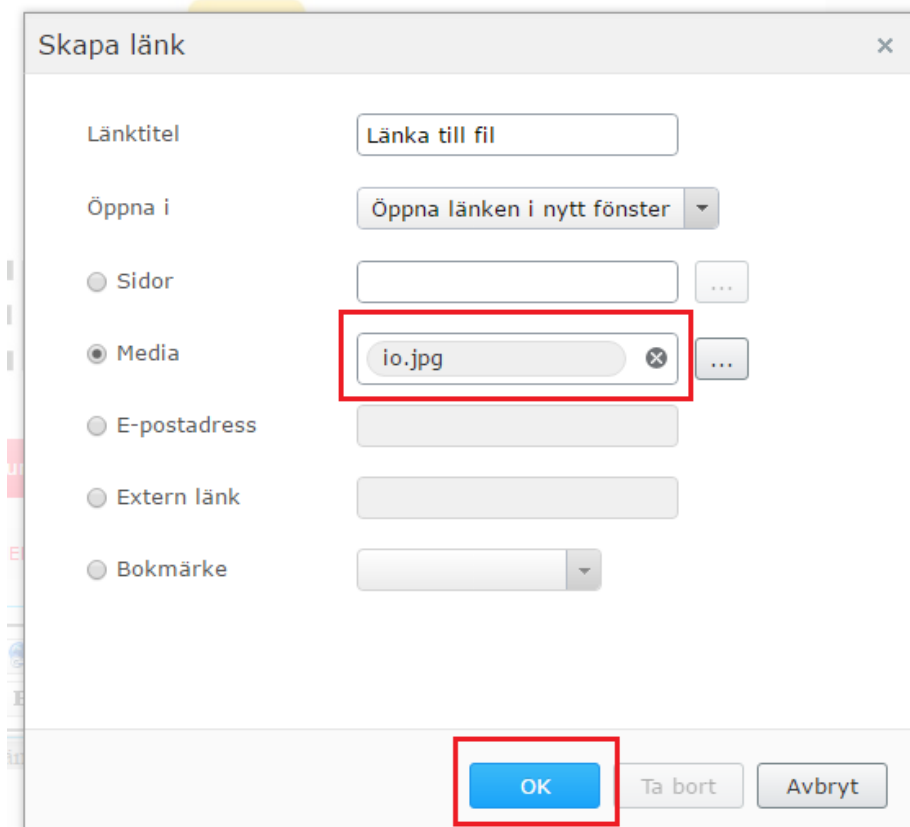 Skapa länk
Länktitel Länka till fil
Öppna i Öppna länken i nytt fönster
Sidor ...
Media io.jpg ...
E-postadress
Extern länk
Bokmärke
OK Ta bort Avbryt